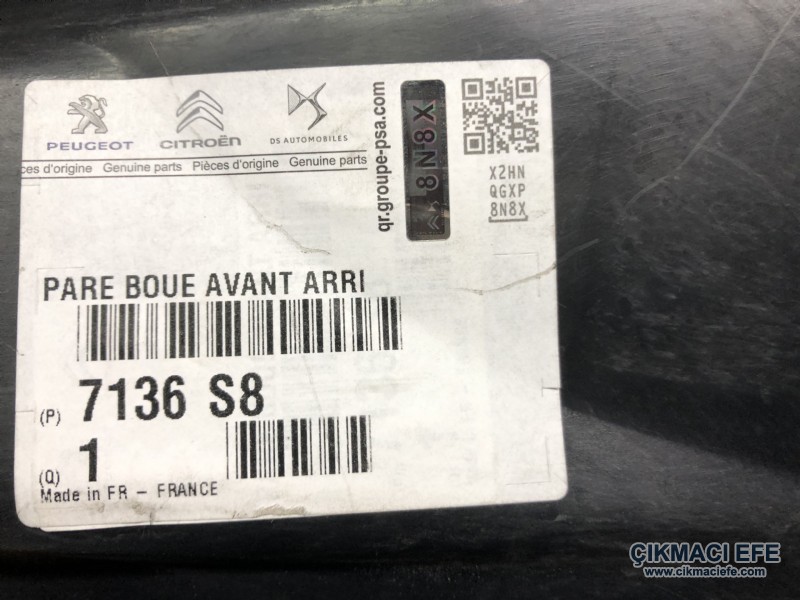 PEUGEOT CITROËN DS AUTOMOBILES
ces d'origine Genuine parts Pièces d'origine Genuine parts
qr.groupe-psa.com
8N8X
X2HN
QGXP
8N8X
PARE BOUE AVANT ARRI
(P) 7136 S8
(Q) 1
Made in FR - FRANCE
ÇIKMACI EFE
www.cikmaciefe.com